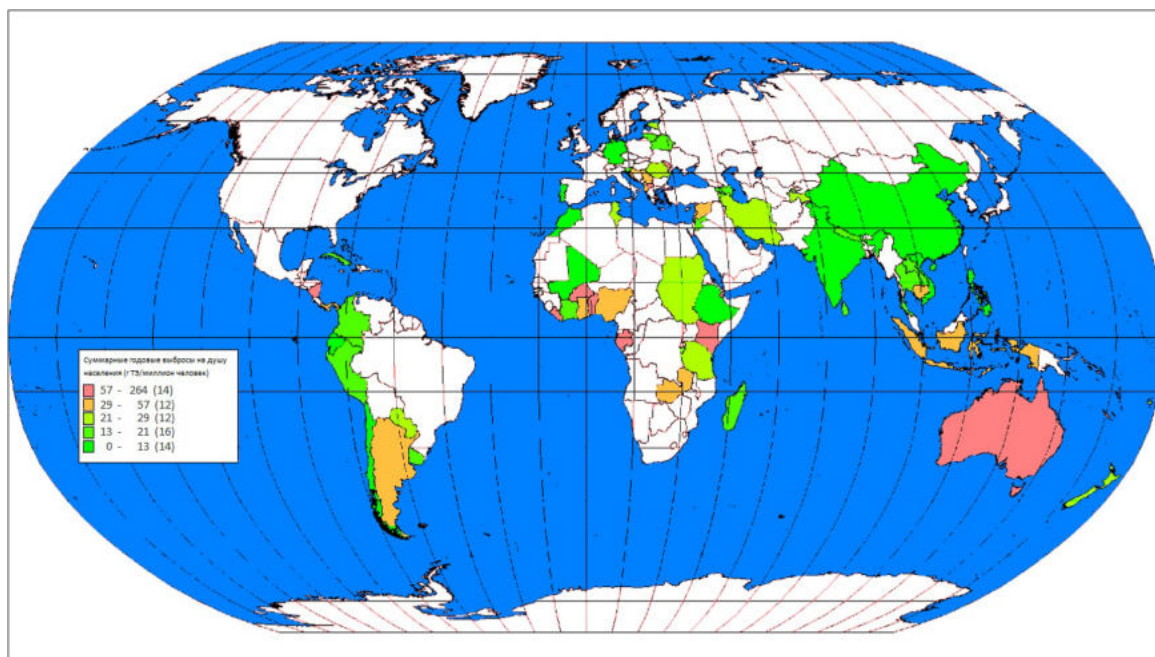 Суммарные годовые выбросы на душу
населения (г ТЭ/миллион человек)
57 - 264 (14)
29 - 57 (12)
21 - 29 (12)
13 - 21 (16)
0 - 13 (14)